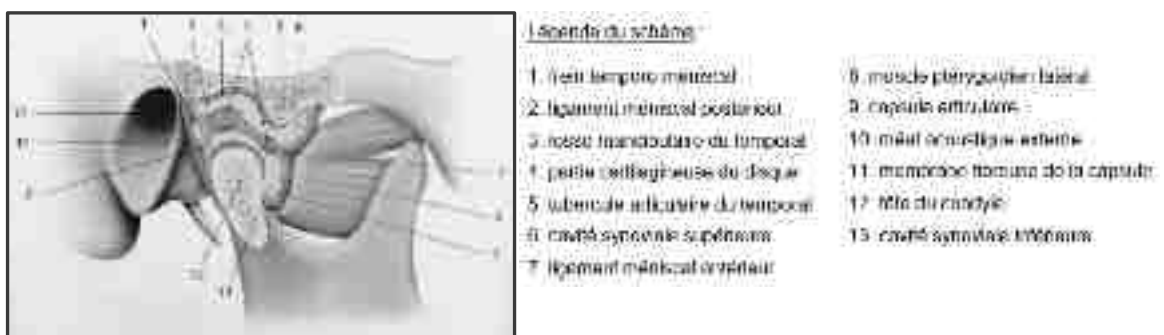 Légende du schéma
1. frein temporo méniscal
2. ligament méniscal postérieur
3. fosse mandibulaire du temporal
4. partie cartilagineuse du disque
5. tubercule articulaire du temporal
6. cavité synoviale supérieure
7. ligament méniscal antérieur
8. muscle ptérygoïdien latéral
9. capsule articulaire
10. méat acoustique externe
11. membrane fibreuse de la capsule
12. tête du condyle
13. cavité synoviale inférieure